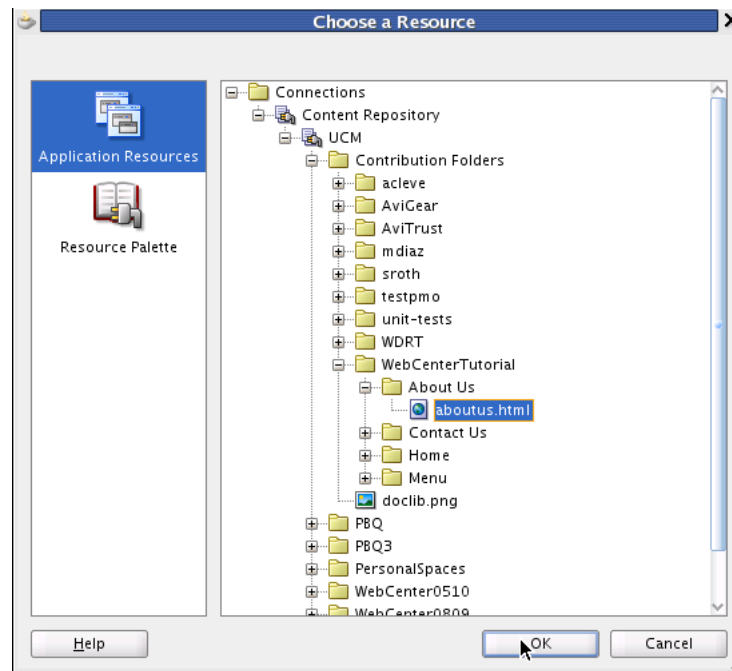 Choose a Resource
Application Resources
Resource Palette
Connections
Content Repository
UCM
Contribution Folders
acleve
AviGear
AviTrust
mdiaz
sroth
testpmo
unit-tests
WDRT
WebCenterTutorial
About Us
aboutus.html
Contact Us
Home
Menu
doclib.png
PBQ
PBQ3
PersonalSpaces
WebCenter0510
WebCenter0809
Help
OK
Cancel